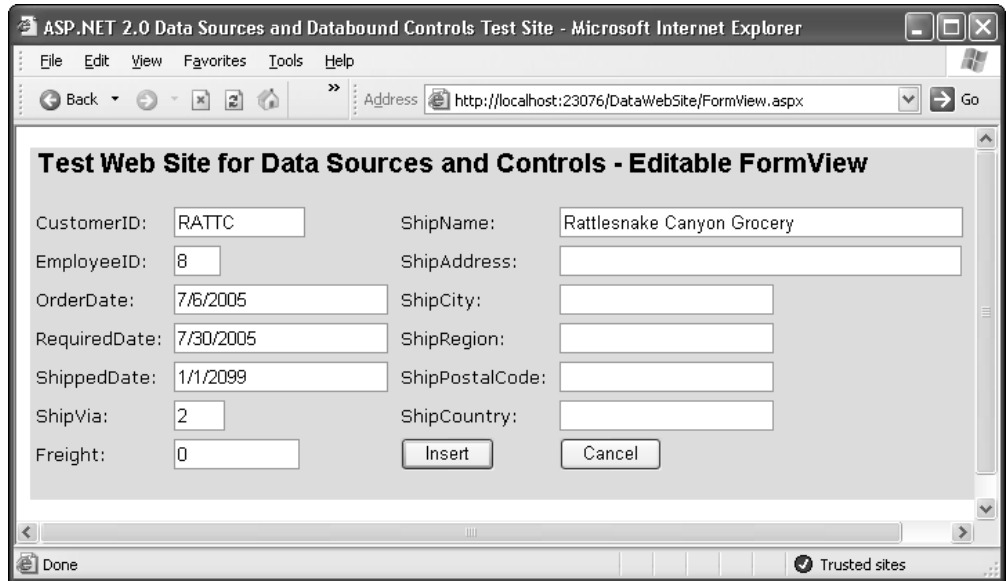 ASP.NET 2.0 Data Sources and Databound Controls Test Site - Microsoft Internet Explorer
File Edit View Favorites Tools Help
Back » Address http://localhost:23076/DataWebSite/FormView.aspx Go
Test Web Site for Data Sources and Controls - Editable FormView
CustomerID: RATTC ShipName: Rattlesnake Canyon Grocery
EmployeeID: 8 ShipAddress:
OrderDate: 7/6/2005 ShipCity:
RequiredDate: 7/30/2005 ShipRegion:
ShippedDate: 1/1/2099 ShipPostalCode:
ShipVia: 2 ShipCountry:
Freight: 0 Insert Cancel
Done Trusted sites